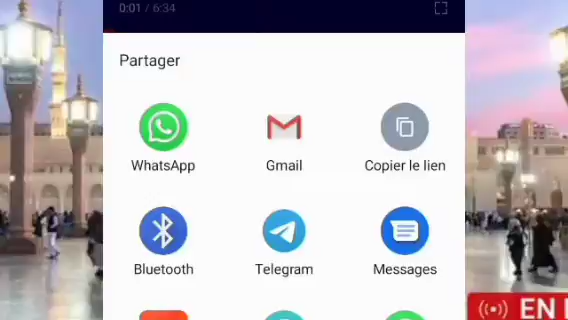 0:01 / 6:34
Partager
WhatsApp
Gmail
Copier le lien
Bluetooth
Telegram
Messages
EN